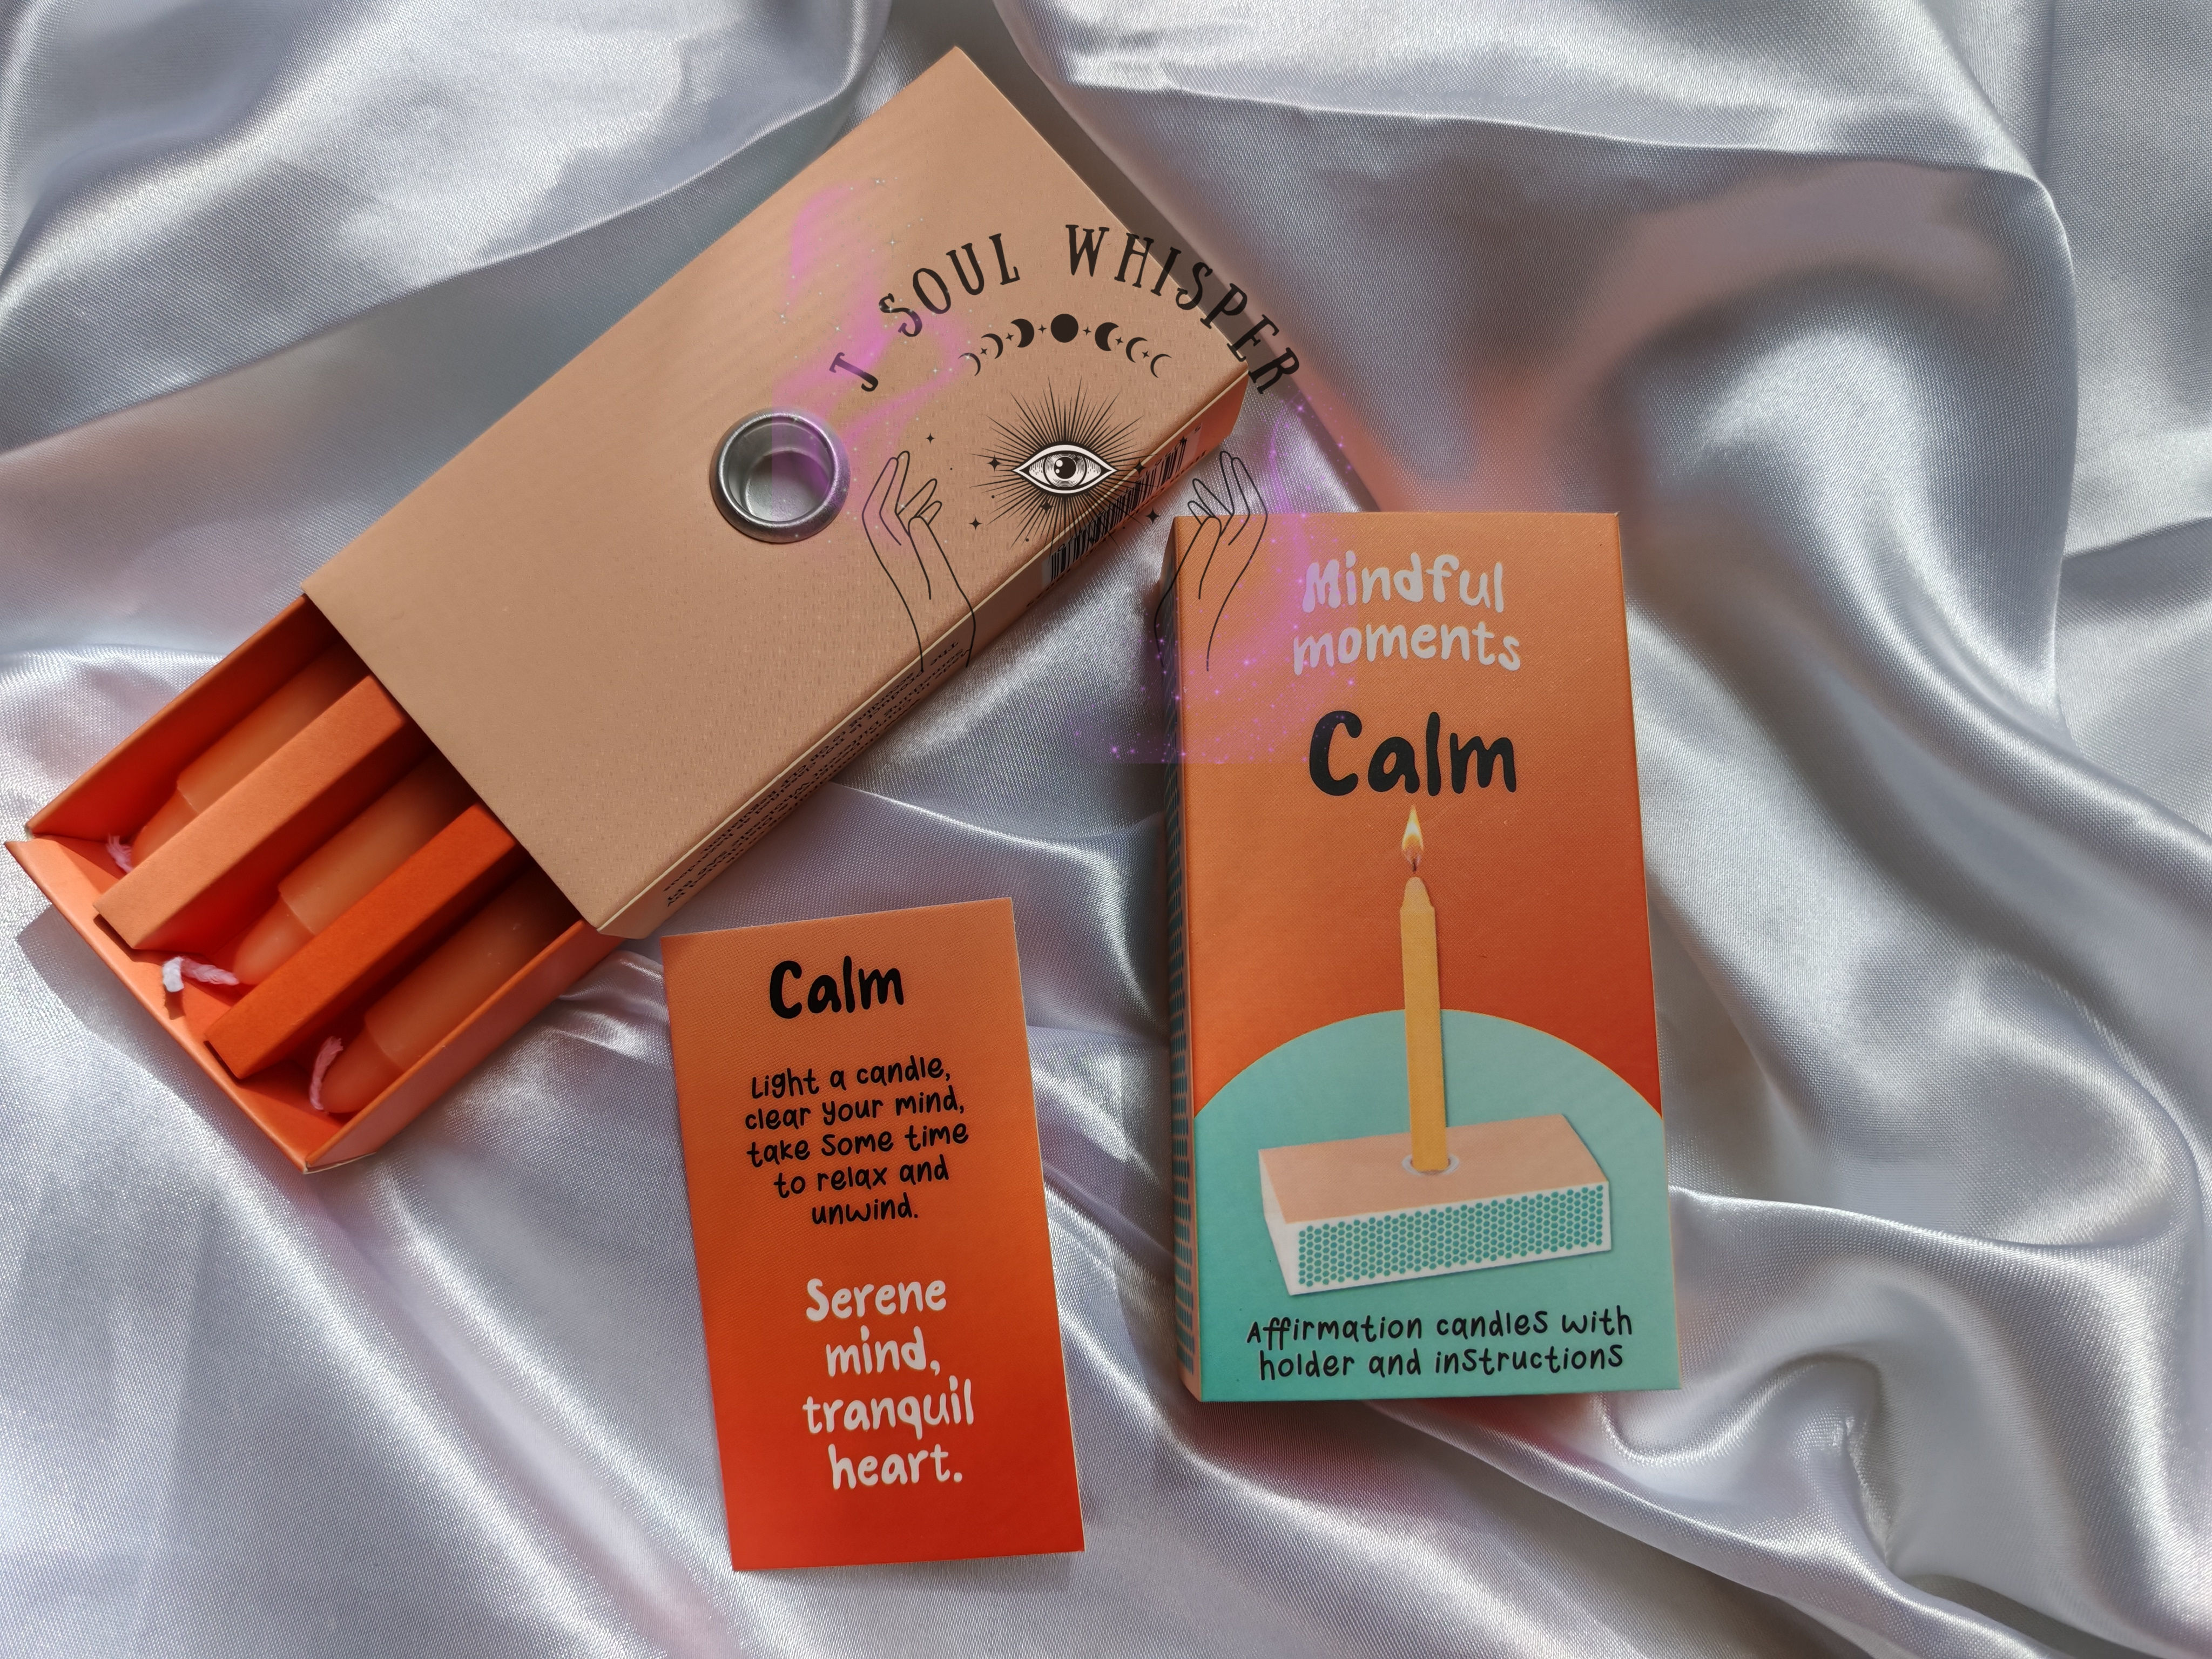 J SOUL WHISPER
Mindful
moments
Calm
Affirmation candles with
holder and instructions
Calm
Light a candle,
clear your mind,
take some time
to relax and
unwind.
Serene
mind,
tranquil
heart.